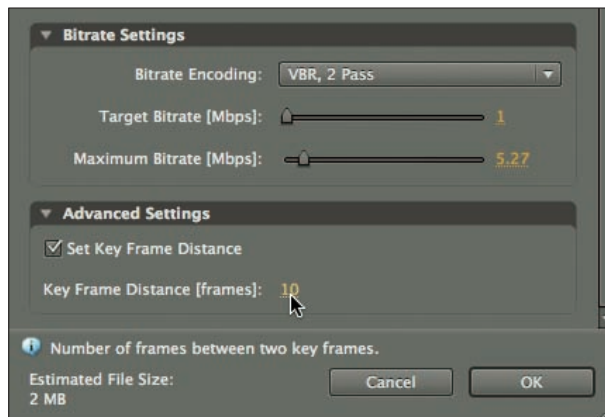 Bitrate Settings
Bitrate Encoding: VBR, 2 Pass
Target Bitrate [Mbps]: 1
Maximum Bitrate [Mbps]: 5.27
Advanced Settings
Set Key Frame Distance
Key Frame Distance [frames]: 10
Number of frames between two key frames.
Estimated File Size:
2 MB
Cancel OK